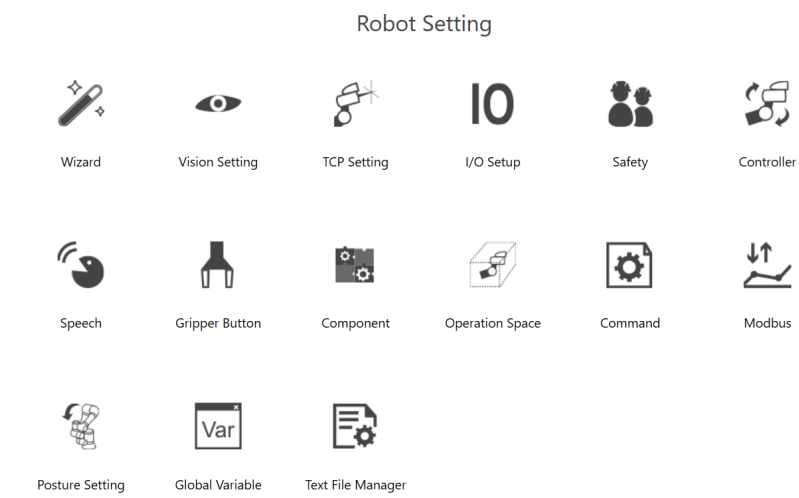 Robot Setting
IO
Wizard Vision Setting TCP Setting I/O Setup Safety Controller
Speech Gripper Button Component Operation Space Command Modbus
Var
Posture Setting Global Variable Text File Manager